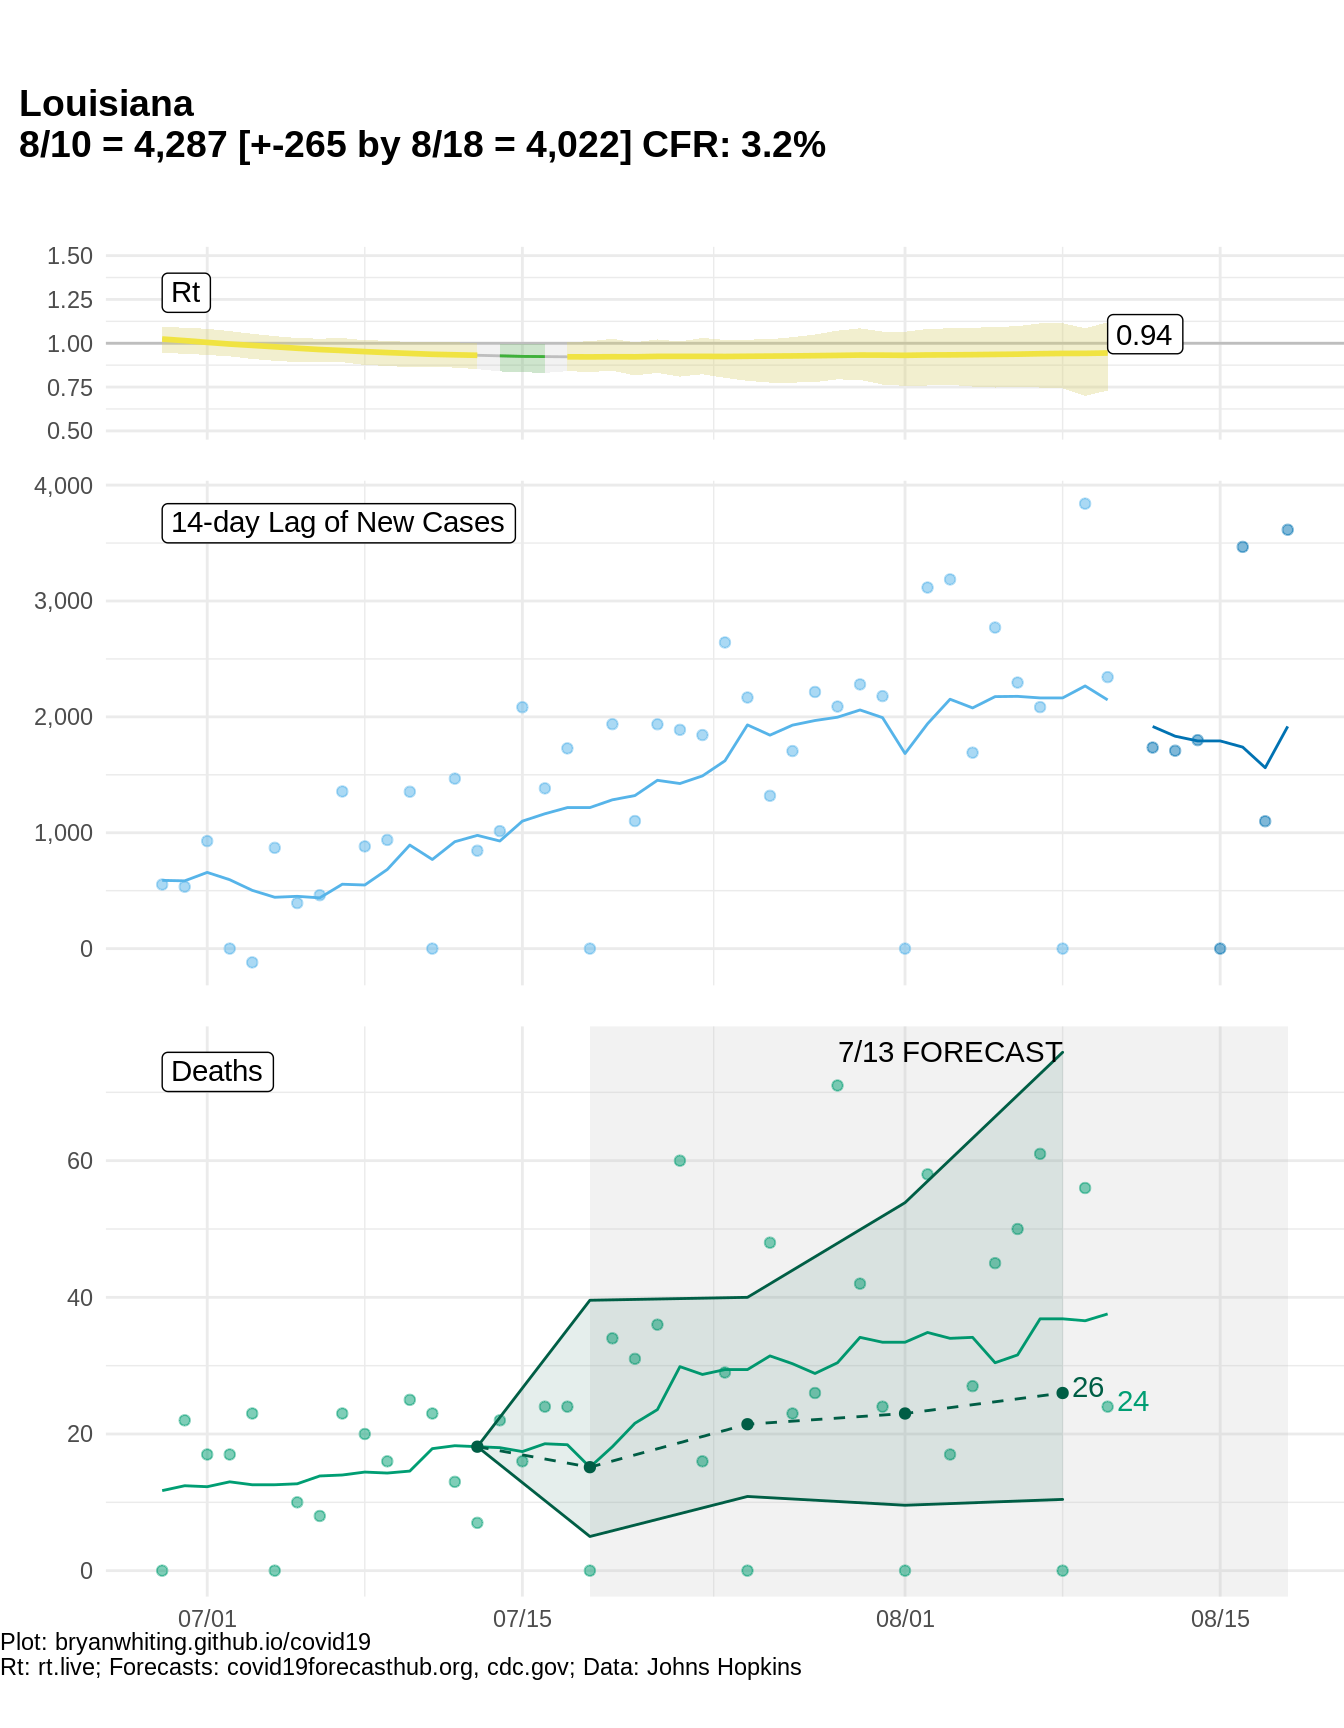 Louisiana
8/10 = 4,287 [+-265 by 8/18 = 4,022] CFR: 3.2%
1.50
1.25
1.00
0.75
0.50
Rt
0.94
4,000
3,000
2,000
1,000
0
14-day Lag of New Cases
60
40
20
0
Deaths
7/13 FORECAST
26
24
07/01
07/15
08/01
08/15
Plot: bryanwhiting.github.io/covid19
Rt: rt.live; Forecasts: covid19forecasthub.org, cdc.gov; Data: Johns Hopkins